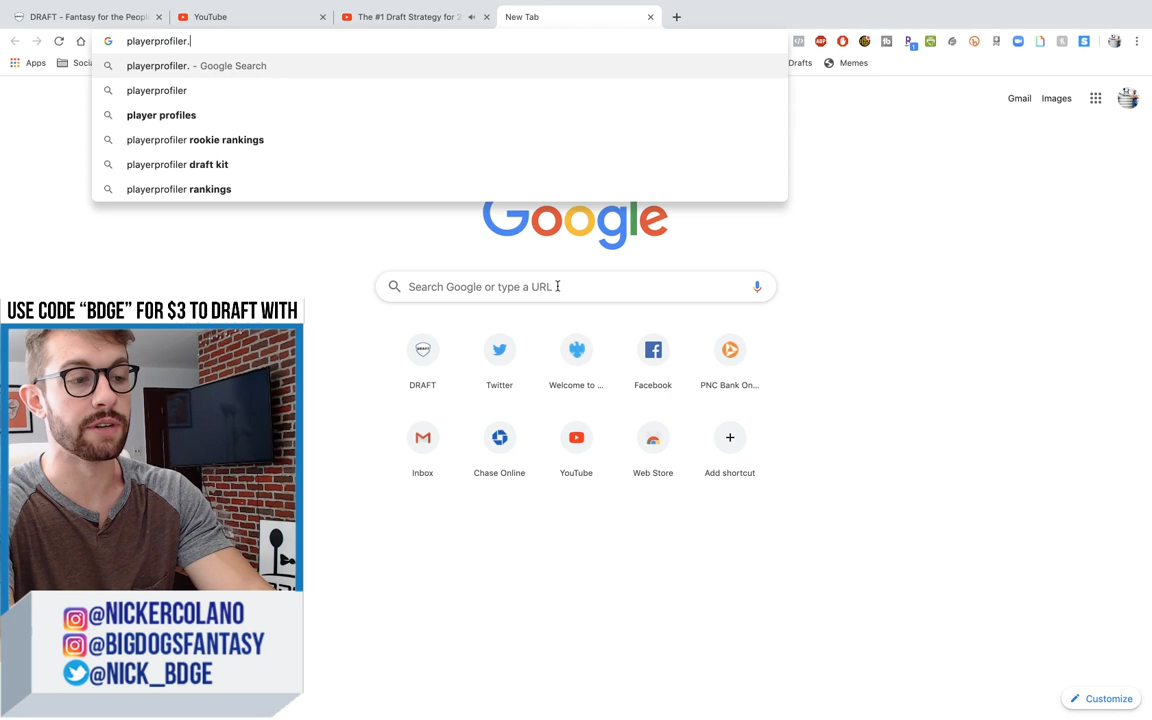 DRAFT - Fantasy for the Peopl
YouTube
The #1 Draft Strategy for 2
New Tab
playerprofiler.
1
Apps
Socia
Drafts
Memes
playerprofiler. - Google Search
playerprofiler
player profiles
playerprofiler rookie rankings
playerprofiler draft kit
playerprofiler rankings
Gmail
Images
Google
Search Google or type a URL
DRAFT
Twitter
Welcome to ...
Facebook
PNC Bank On...
Inbox
Chase Online
YouTube
Web Store
Add shortcut
USE CODE “BDGE” FOR $3 TO DRAFT WITH
@NICKERCOLANO
@BIGDOGSFANTASY
@NICK_BDGE
Customize